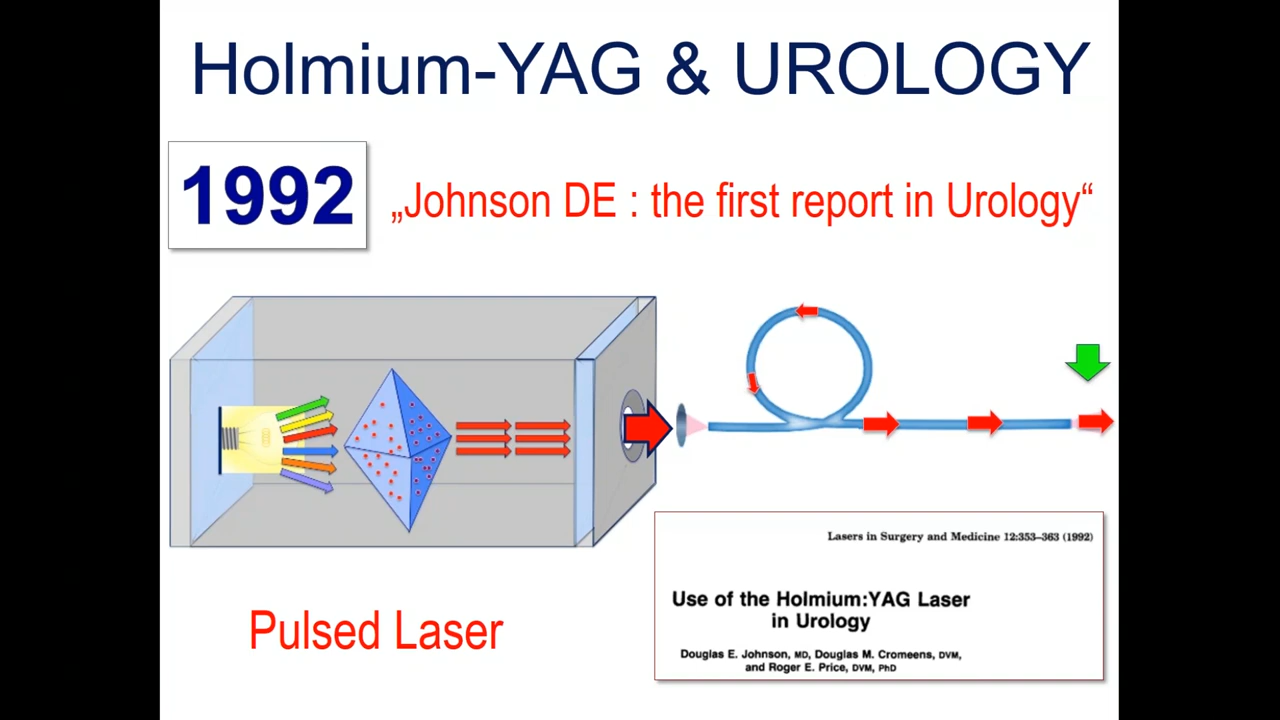 Holmium-YAG & UROLOGY
1992
„Johnson DE : the first report in Urology“
Pulsed Laser
Lasers in Surgery and Medicine 12:353–363 (1992)
Use of the Holmium:YAG Laser
in Urology
Douglas E. Johnson, MD, Douglas M. Cromeens, DVM,
and Roger E. Price, DVM, PhD